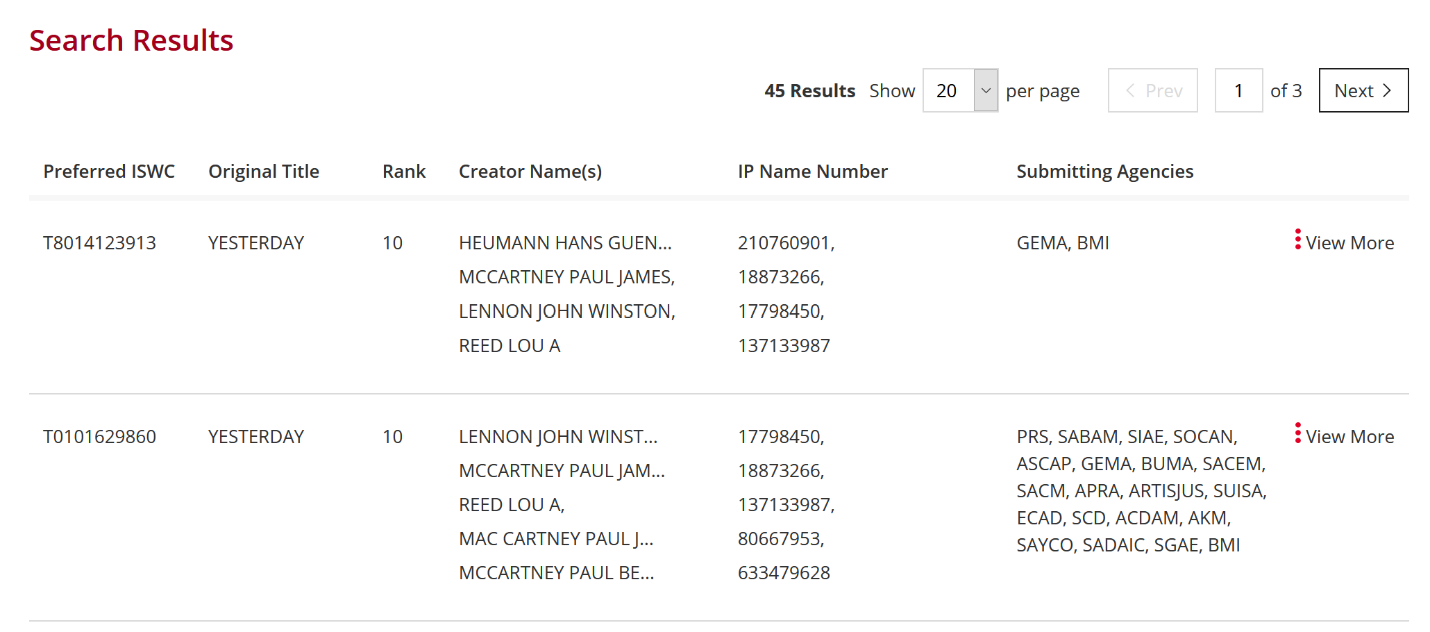 Search Results
45 Results Show 20 per page Prev 1 of 3 Next
Preferred ISWC Original Title Rank Creator Name(s) IP Name Number Submitting Agencies
T8014123913 YESTERDAY 10 HEUMANN HANS GUEN... 210760901, GEMA, BMI View More
MCCARTNEY PAUL JAMES, 18873266,
LENNON JOHN WINSTON, 17798450,
REED LOU A 137133987
T0101629860 YESTERDAY 10 LENNON JOHN WINST... 17798450, PRS, SABAM, SIAE, SOCAN, View More
MCCARTNEY PAUL JAM... 18873266, ASCAP, GEMA, BUMA, SACEM,
REED LOU A, 137133987, SACM, APRA, ARTISJUS, SUISA,
MAC CARTNEY PAUL J... 80667953, ECAD, SCD, ACDAM, AKM,
MCCARTNEY PAUL BE... 633479628 SAYCO, SADAIC, SGAE, BMI